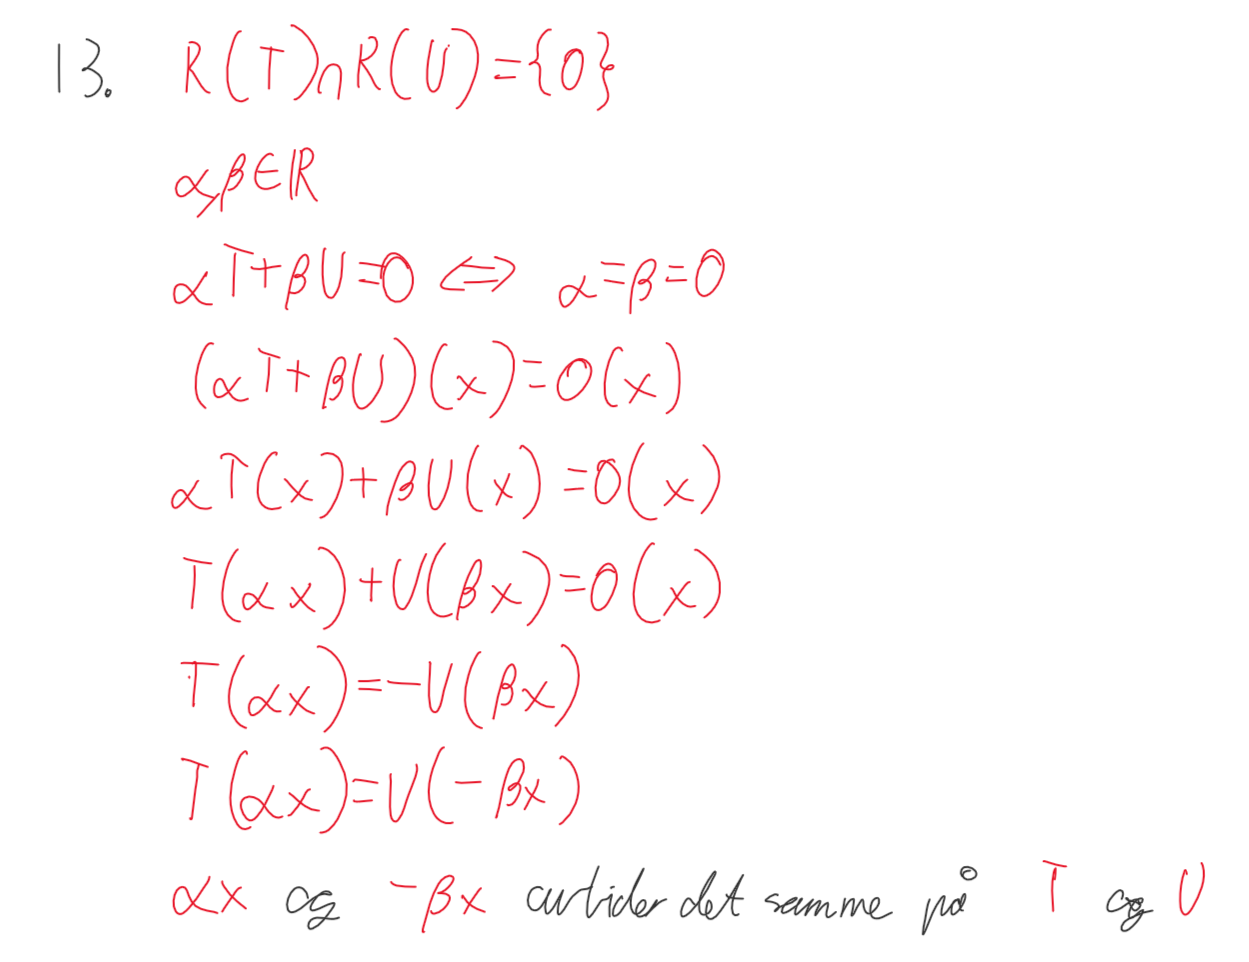 13. R(T)∩R(U)={0}
α,β∈ℝ
αT+βU=0 ⇔ α=β=0
(αT+βU)(x)=0(x)
αT(x)+βU(x)=0(x)
T(αx)+U(βx)=0(x)
T(αx)=-U(βx)
T(αx)=U(-βx)
αx og -βx det samme på T og U